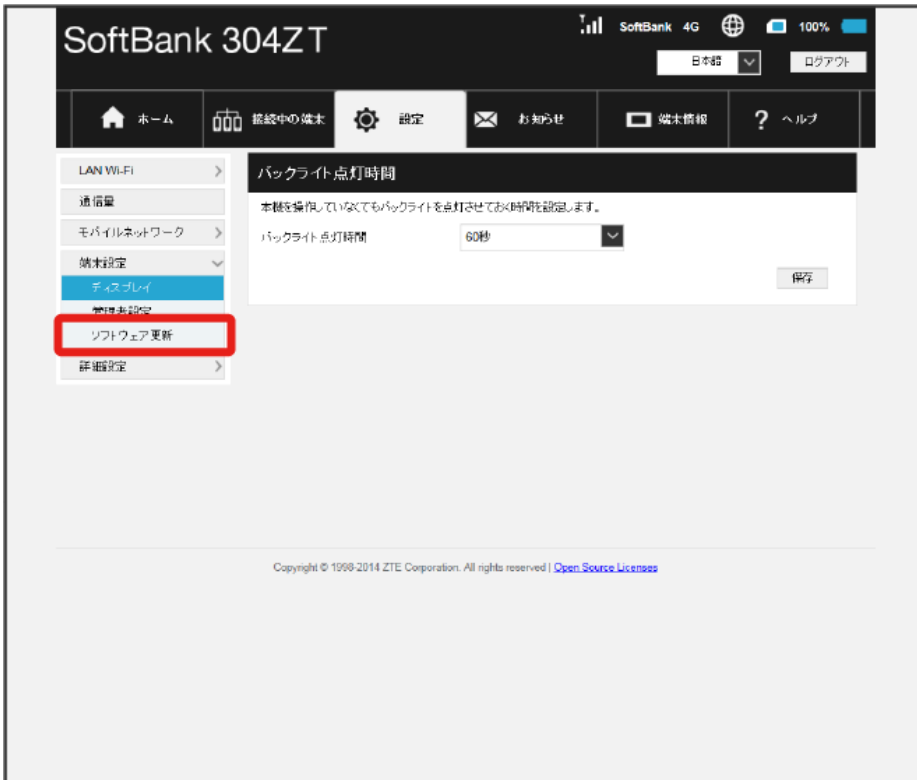 SoftBank 304ZT
SoftBank 4G 100%
日本語 ログアウト
ホーム 接続中の端末 設定 お知らせ 端末情報 ? ヘルプ
LAN Wi-Fi
通信量
モバイルネットワーク
端末設定
ディスプレイ
管理者設定
ソフトウェア更新
詳細設定
バックライト点灯時間
本機を操作していなくてもバックライトを点灯させておく時間を設定します。
バックライト点灯時間 60秒
保存
Copyright © 1998-2014 ZTE Corporation. All rights reserved | Open Source Licenses